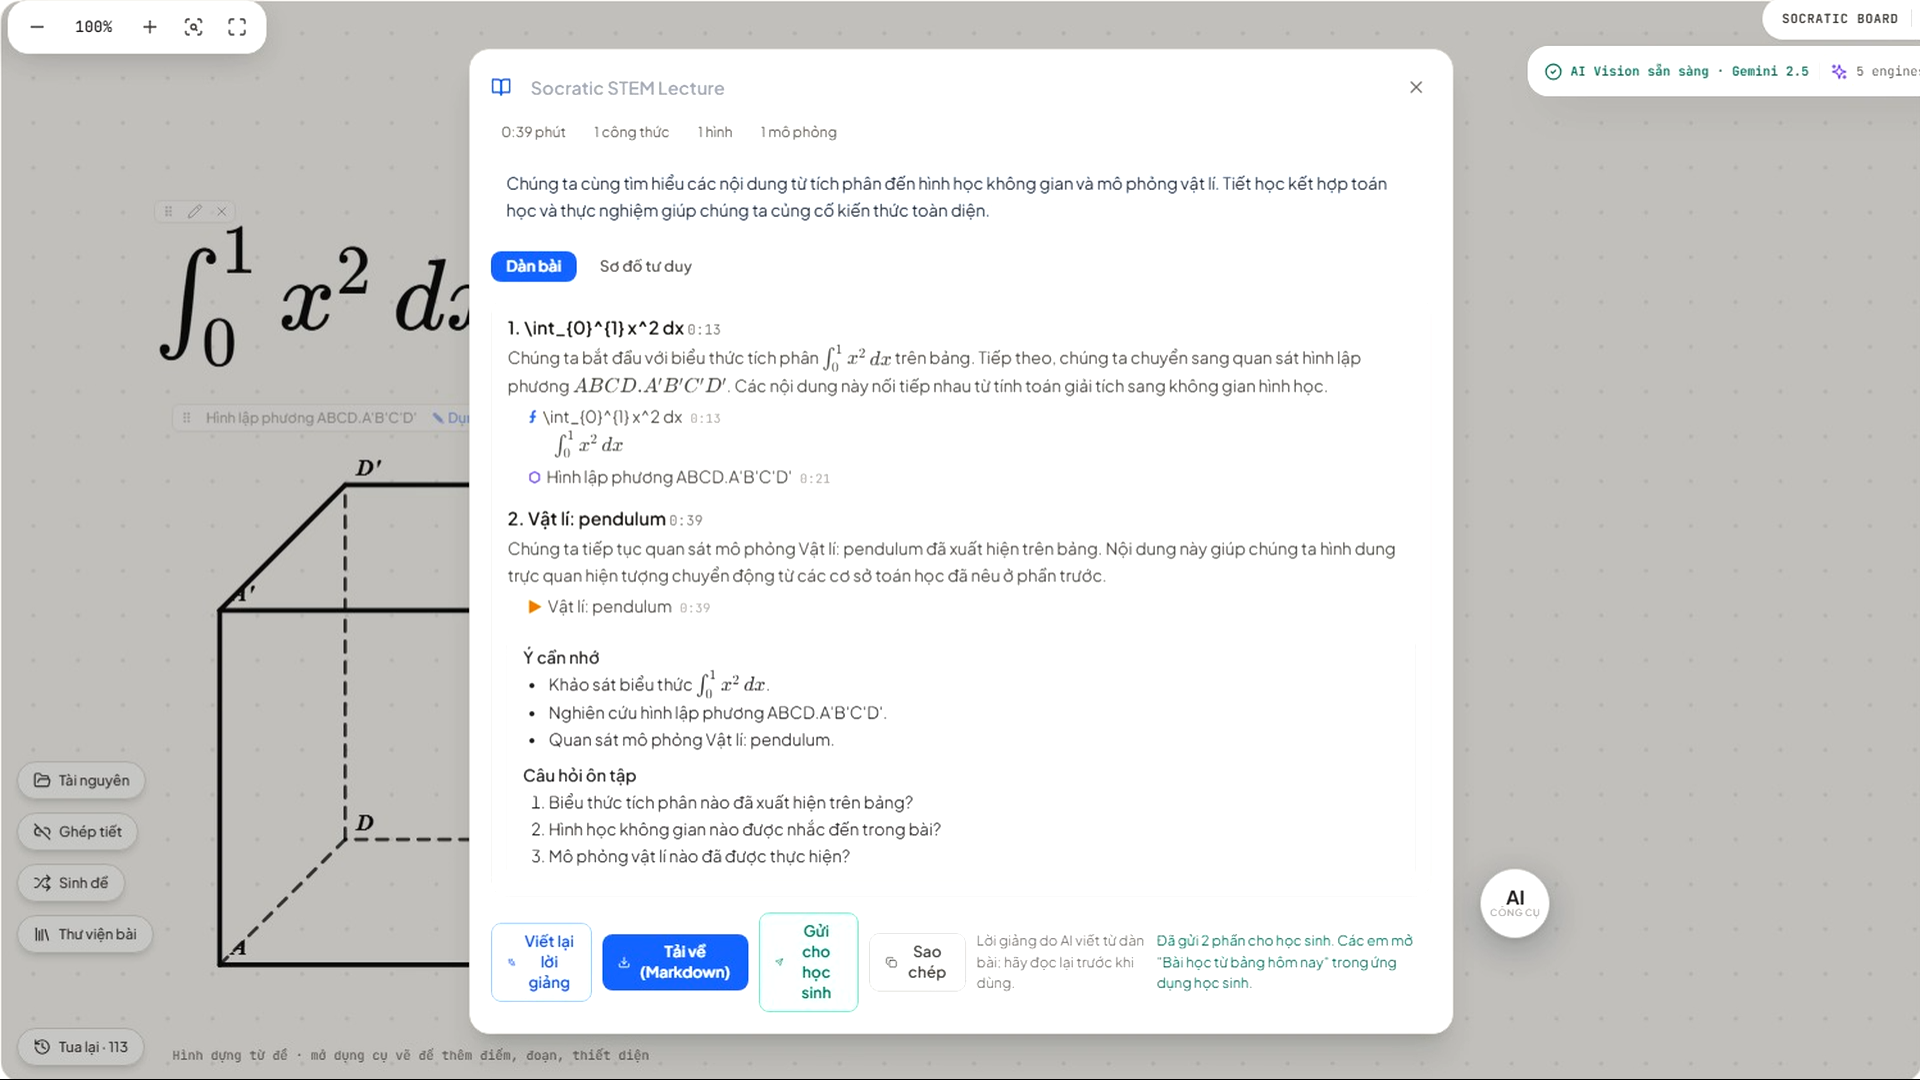 100%
SOCRATIC BOARD
AI Vision sẵn sàng · Gemini 2.5
5 engines
Socratic STEM Lecture
0:39 phút 1 công thức 1 hình 1 mô phỏng
Chúng ta cùng tìm hiểu các nội dung từ tích phân đến hình học không gian và mô phỏng vật lí. Tiết học kết hợp toán
học và thực nghiệm giúp chúng ta củng cố kiến thức toàn diện.
Dàn bài Sơ đồ tư duy
1. \int_{0}^{1} x^2 dx 0:13
Chúng ta bắt đầu với biểu thức tích phân ∫₀¹ x² dx trên bảng. Tiếp theo, chúng ta chuyển sang quan sát hình lập
phương ABCD.A'B'C'D'. Các nội dung này nối tiếp nhau từ tính toán giải tích sang không gian hình học.
\int_{0}^{1} x^2 dx 0:13
∫₀¹ x² dx
Hình lập phương ABCD.A'B'C'D' 0:21
2. Vật lí: pendulum 0:39
Chúng ta tiếp tục quan sát mô phỏng Vật lí: pendulum đã xuất hiện trên bảng. Nội dung này giúp chúng ta hình dung
trực quan hiện tượng chuyển động từ các cơ sở toán học đã nêu ở phần trước.
Vật lí: pendulum 0:39
Ý cần nhớ
• Khảo sát biểu thức ∫₀¹ x² dx.
• Nghiên cứu hình lập phương ABCD.A'B'C'D'.
• Quan sát mô phỏng Vật lí: pendulum.
Câu hỏi ôn tập
1. Biểu thức tích phân nào đã xuất hiện trên bảng?
2. Hình học không gian nào được nhắc đến trong bài?
3. Mô phỏng vật lí nào đã được thực hiện?
Viết lại
lời
giảng
Tải về
(Markdown)
Gửi
cho
học
sinh
Sao
chép
Lời giảng do AI viết từ dàn
bài: hãy đọc lại trước khi
dùng.
Đã gửi 2 phần cho học sinh. Các em mở
"Bài học từ bảng hôm nay" trong ứng
dụng học sinh.
∫₀¹ x² dx
Hình lập phương ABCD.A'B'C'D'
D'
A'
D
A
Tài nguyên
Ghép tiết
Sinh đề
Thư viện bài
Tua lại · 113
Hình dựng từ đề · mở dụng cụ vẽ để thêm điểm, đoạn, thiết diện
AI
CÔNG CỤ